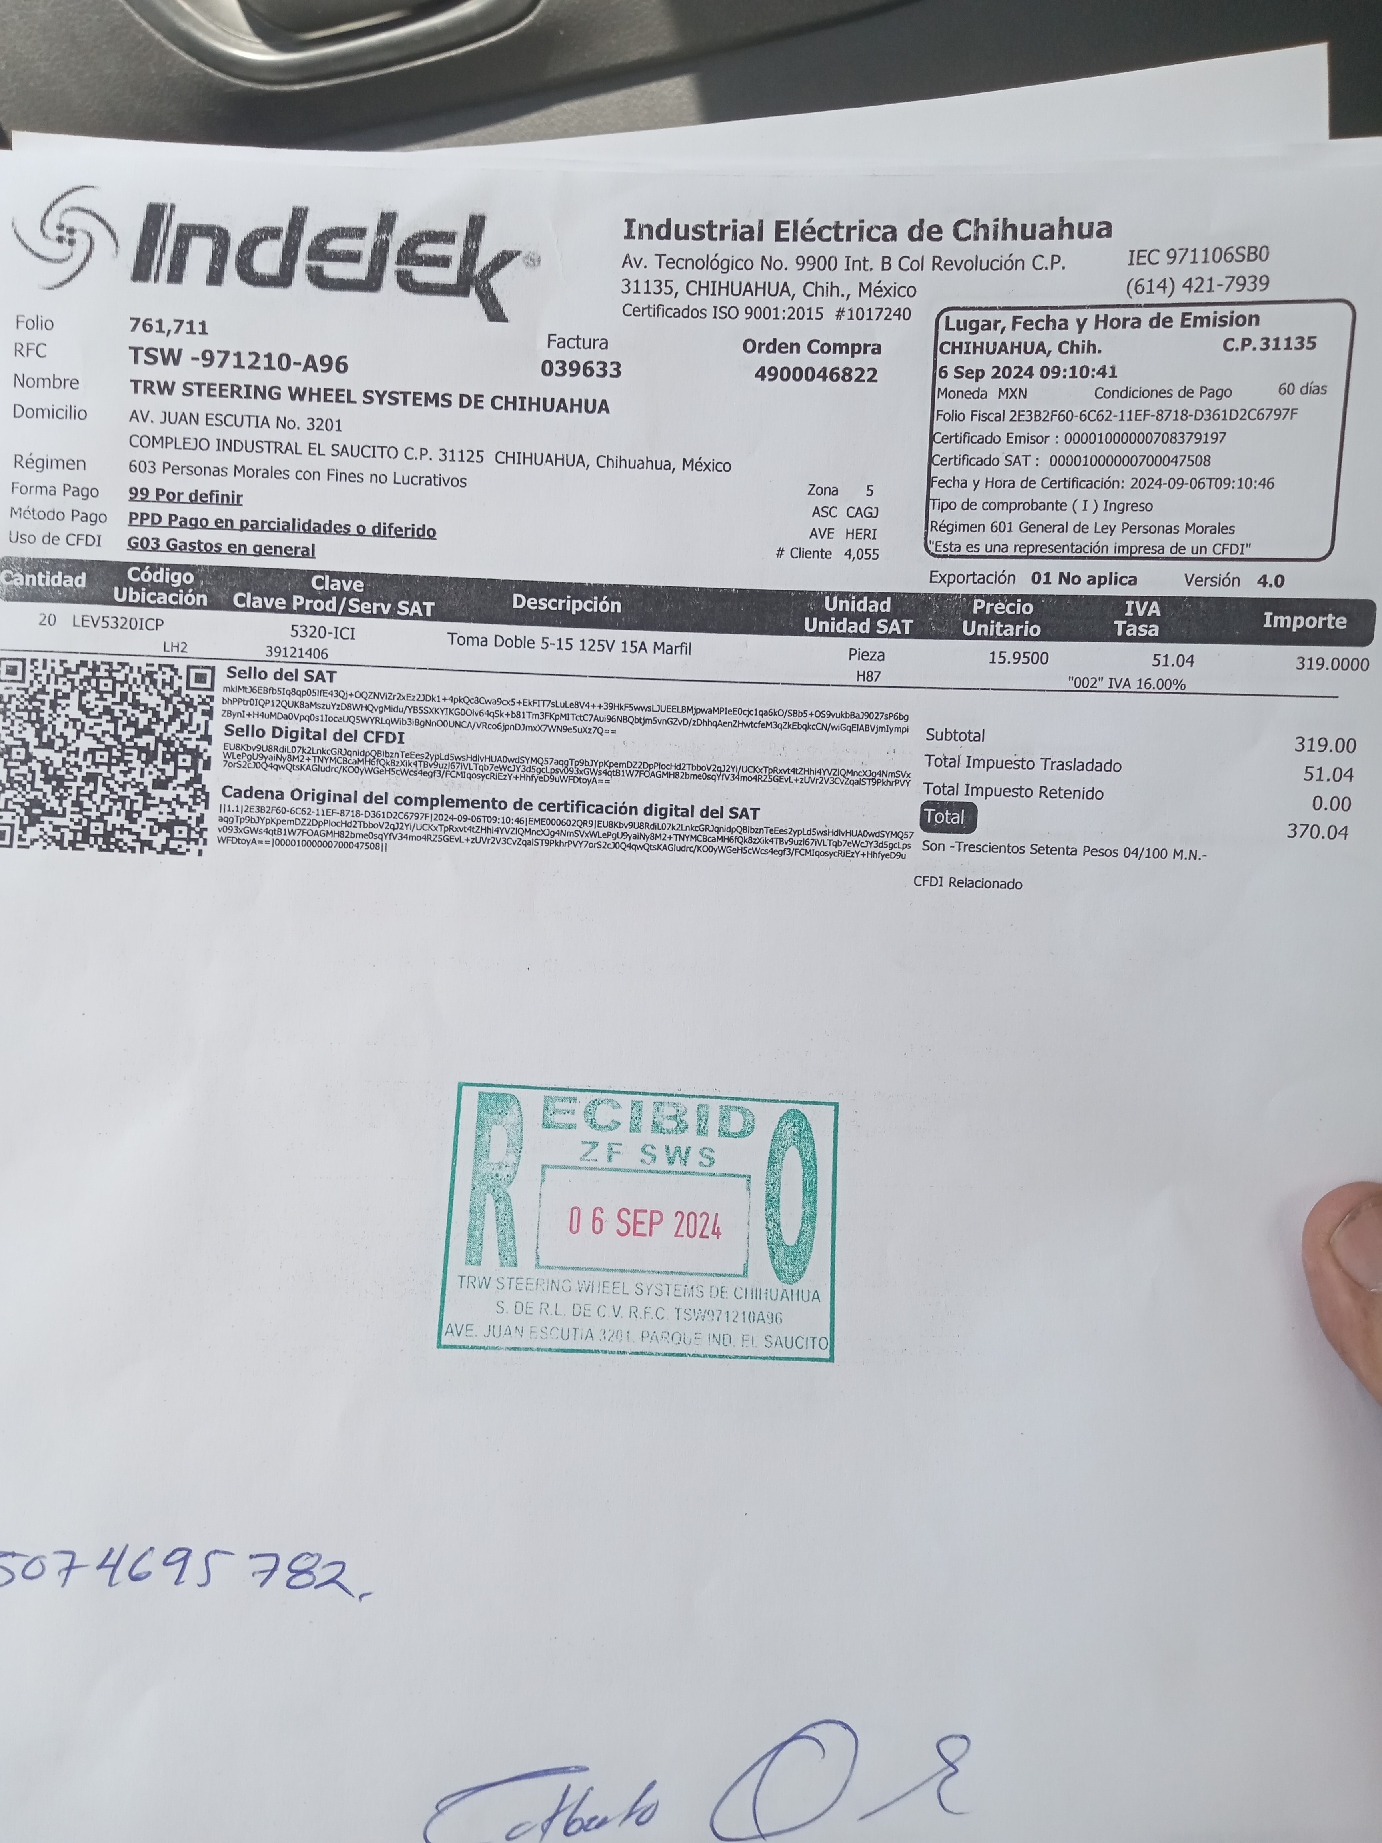 Indelek®
Industrial Eléctrica de Chihuahua
Av. Tecnológico No. 9900 Int. B Col Revolución C.P.
31135, CHIHUAHUA, Chih., México
Certificados ISO 9001:2015 #1017240
IEC 971106SB0
(614) 421-7939
Folio 761,711
RFC TSW -971210-A96
Factura
039633
Orden Compra
4900046822
Nombre TRW STEERING WHEEL SYSTEMS DE CHIHUAHUA
Domicilio AV. JUAN ESCUTIA No. 3201
COMPLEJO INDUSTRAL EL SAUCITO C.P. 31125 CHIHUAHUA, Chihuahua, México
Régimen 603 Personas Morales con Fines no Lucrativos
Forma Pago 99 Por definir
Método Pago PPD Pago en parcialidades o diferido
Uso de CFDI G03 Gastos en general
Zona 5
ASC CAGJ
AVE HERI
# Cliente 4,055
Lugar, Fecha y Hora de Emision
CHIHUAHUA, Chih. C.P.31135
6 Sep 2024 09:10:41
Moneda MXN Condiciones de Pago 60 días
Folio Fiscal 2E3B2F60-6C62-11EF-8718-D361D2C6797F
Certificado Emisor : 00001000000708379197
Certificado SAT : 00001000000700047508
Fecha y Hora de Certificación: 2024-09-06T09:10:46
Tipo de comprobante ( I ) Ingreso
Régimen 601 General de Ley Personas Morales
"Esta es una representación impresa de un CFDI"
Exportación 01 No aplica Versión 4.0
Cantidad Código Ubicación Clave Clave Prod/Serv SAT Descripción Unidad Unidad SAT Precio Unitario IVA Tasa Importe
20 LEV5320ICP 5320-ICI Toma Doble 5-15 125V 15A Marfil Pieza 15.9500 51.04 319.0000
LH2 39121406 H87 "002" IVA 16.00%
Sello del SAT
Sello Digital del CFDI
Cadena Original del complemento de certificación digital del SAT
Subtotal 319.00
Total Impuesto Trasladado 51.04
Total Impuesto Retenido 0.00
Total 370.04
Son -Trescientos Setenta Pesos 04/100 M.N.-
CFDI Relacionado
RECIBIDO
ZF SWS
06 SEP 2024
TRW STEERING WHEEL SYSTEMS DE CHIHUAHUA
S. DE R.L. DE C.V. R.F.C. TSW971210A96
AVE. JUAN ESCUTIA 3201, PARQUE IND. EL SAUCITO
5074695782.